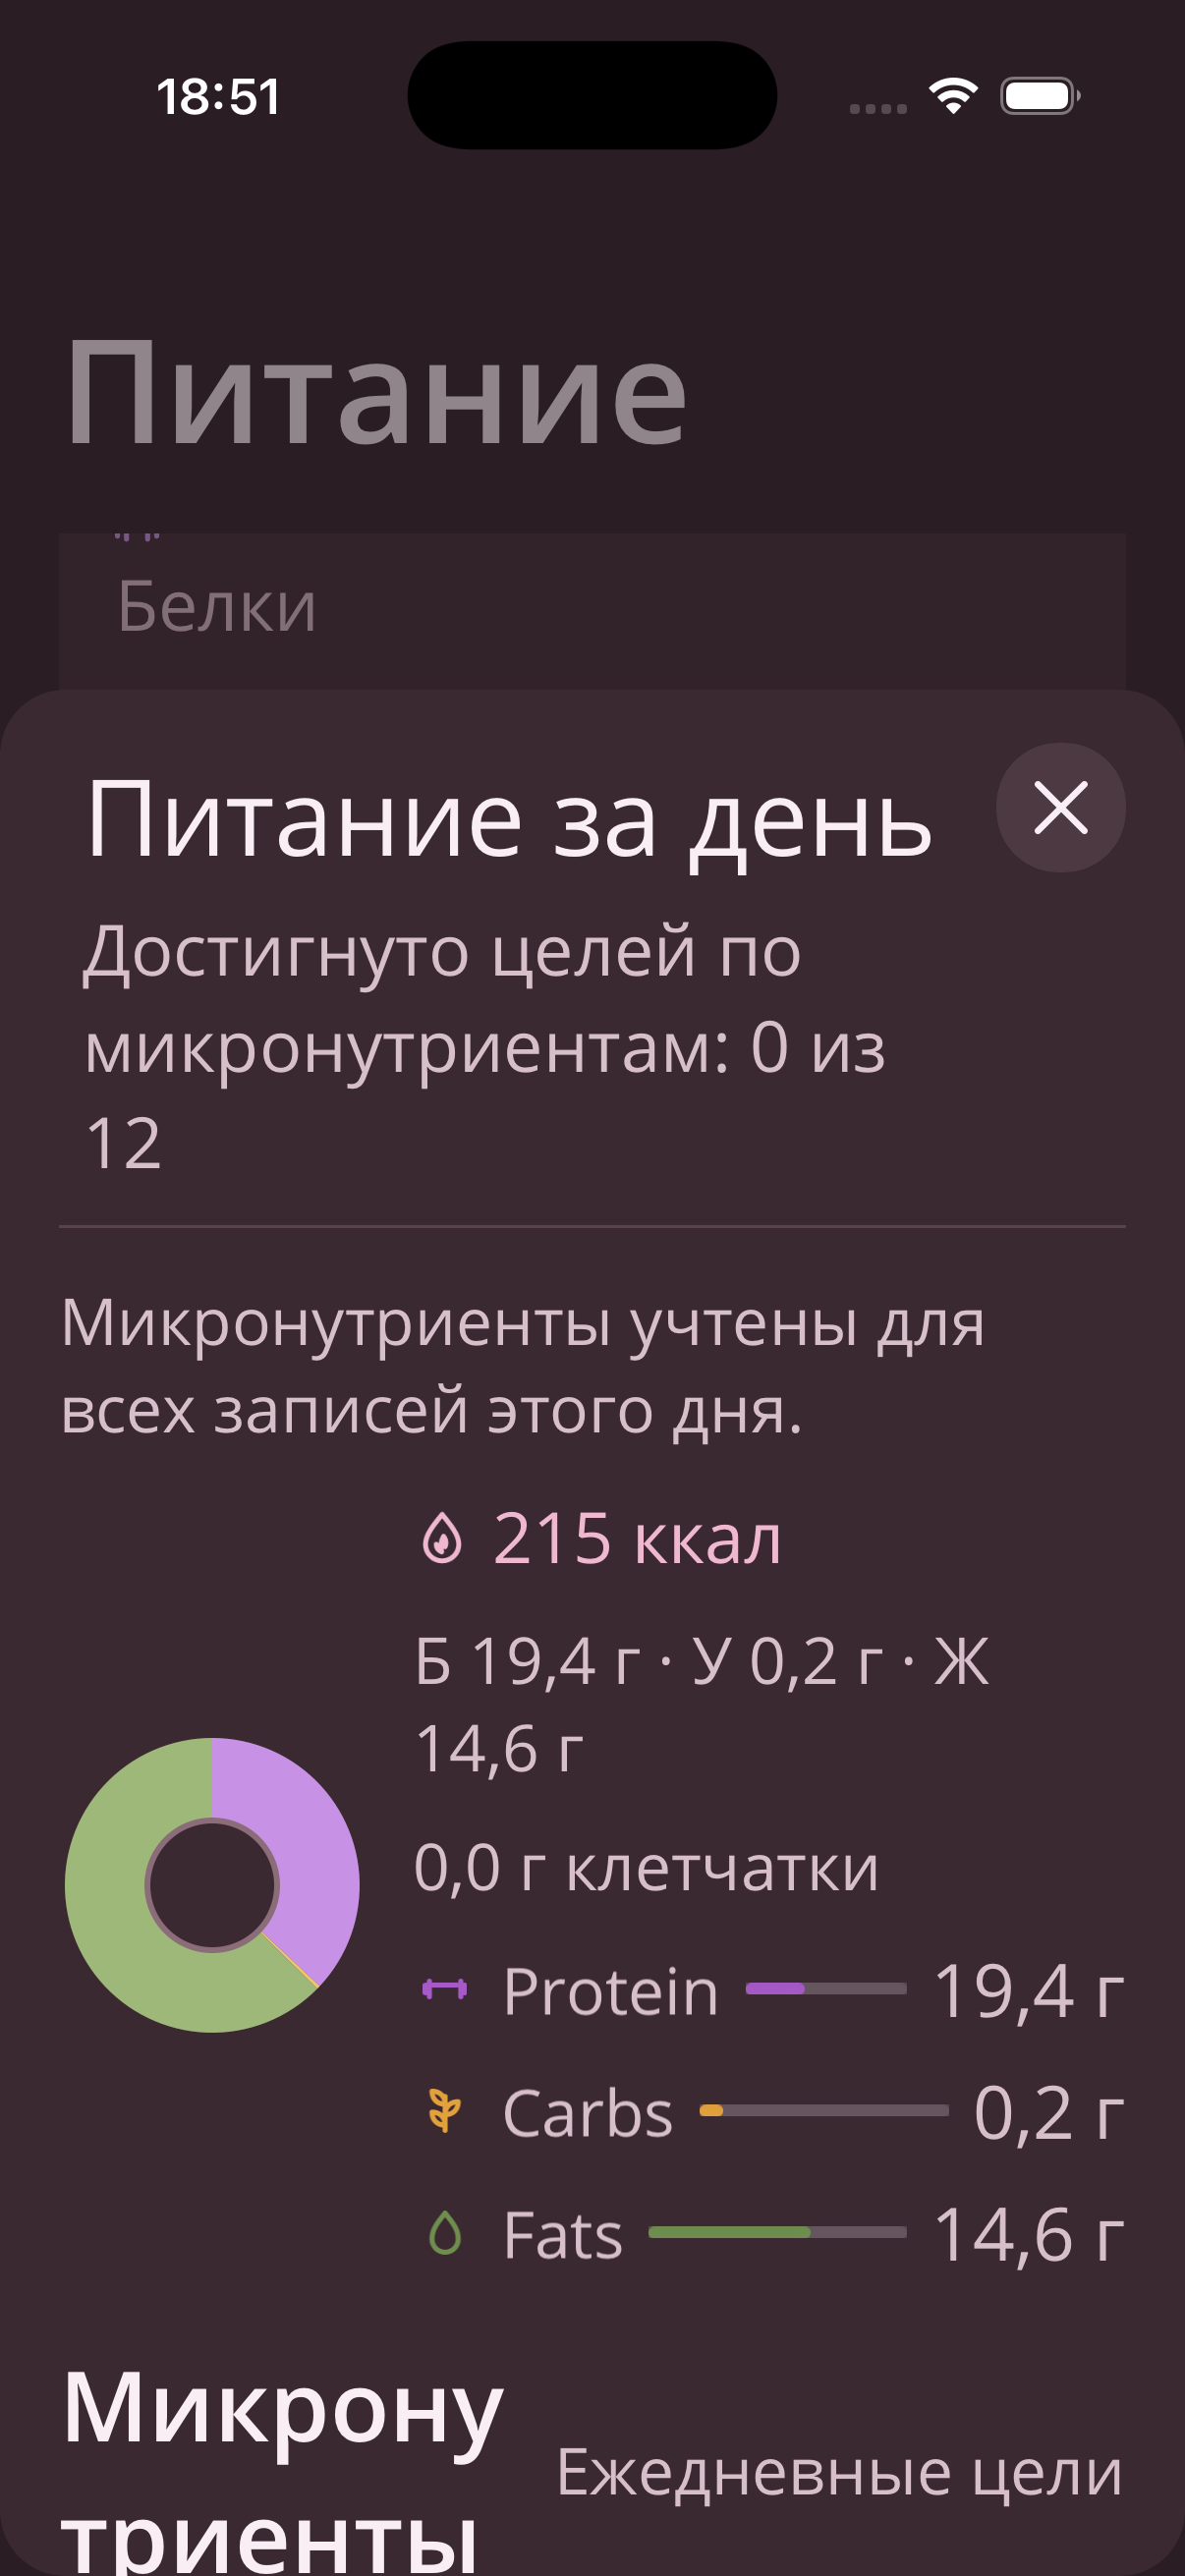 18:51
Питание
Белки
Питание за день
Достигнуто целей по
микронутриентам: 0 из
12
Микронутриенты учтены для
всех записей этого дня.
215 ккал
Б 19,4 г · У 0,2 г · Ж
14,6 г
0,0 г клетчатки
Protein 19,4 г
Carbs 0,2 г
Fats 14,6 г
Микрону
триенты
Ежедневные цели